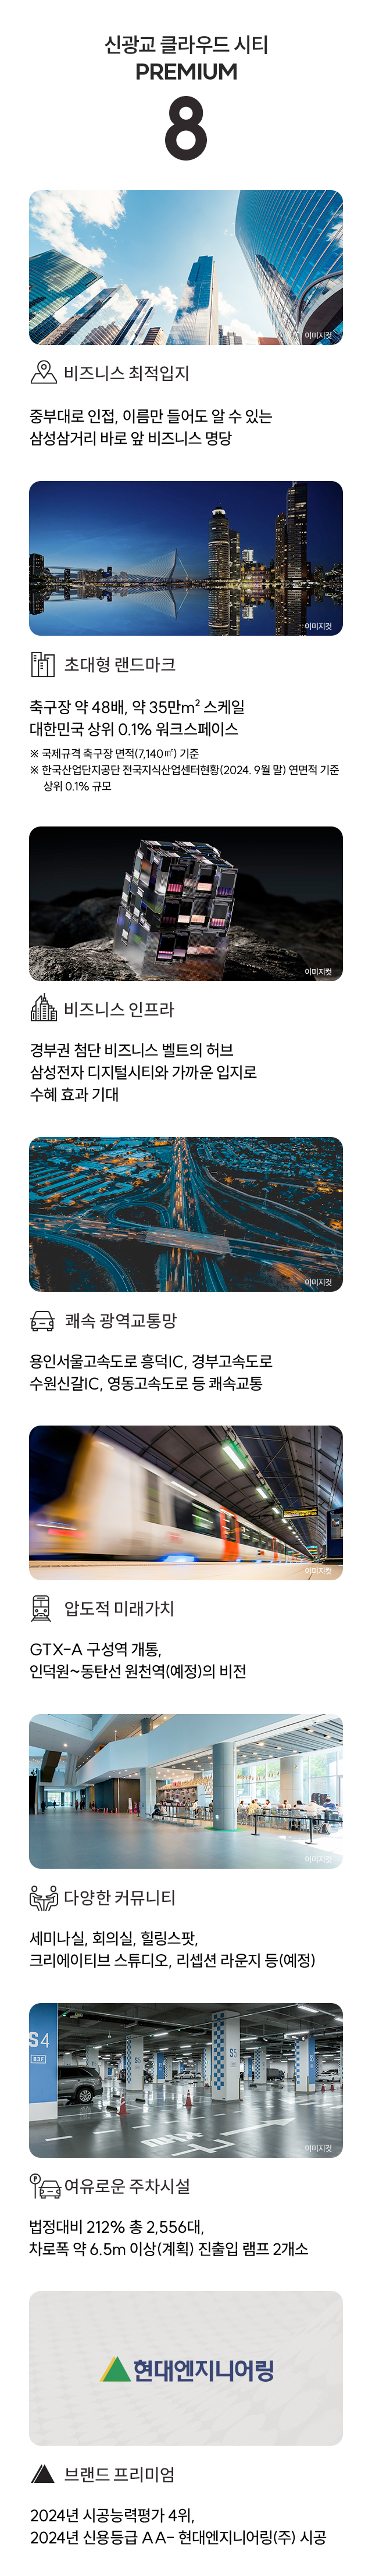 신광교 클라우드 시티
PREMIUM
8
이미지컷
비즈니스 최적입지
중부대로 인접, 이름만 들어도 알 수 있는
삼성삼거리 바로 앞 비즈니스 명당
이미지컷
초대형 랜드마크
축구장 약 48배, 약 35만m² 스케일
대한민국 상위 0.1% 워크스페이스
※ 국제규격 축구장 면적(7,140㎡) 기준
※ 한국산업단지공단 전국지식산업센터현황(2024. 9월 말) 연면적 기준
상위 0.1% 규모
이미지컷
비즈니스 인프라
경부권 첨단 비즈니스 벨트의 허브
삼성전자 디지털시티와 가까운 입지로
수혜 효과 기대
이미지컷
쾌속 광역교통망
용인서울고속도로 흥덕IC, 경부고속도로
수원신갈IC, 영동고속도로 등 쾌속교통
이미지컷
압도적 미래가치
GTX-A 구성역 개통,
인덕원~동탄선 원천역(예정)의 비전
이미지컷
다양한 커뮤니티
세미나실, 회의실, 힐링스팟,
크리에이티브 스튜디오, 리셉션 라운지 등(예정)
S4
B3F
S5
S5
이미지컷
P
여유로운 주차시설
법정대비 212% 총 2,556대,
차로폭 약 6.5m 이상(계획) 진출입 램프 2개소
현대엔지니어링
브랜드 프리미엄
2024년 시공능력평가 4위,
2024년 신용등급 AA- 현대엔지니어링(주) 시공